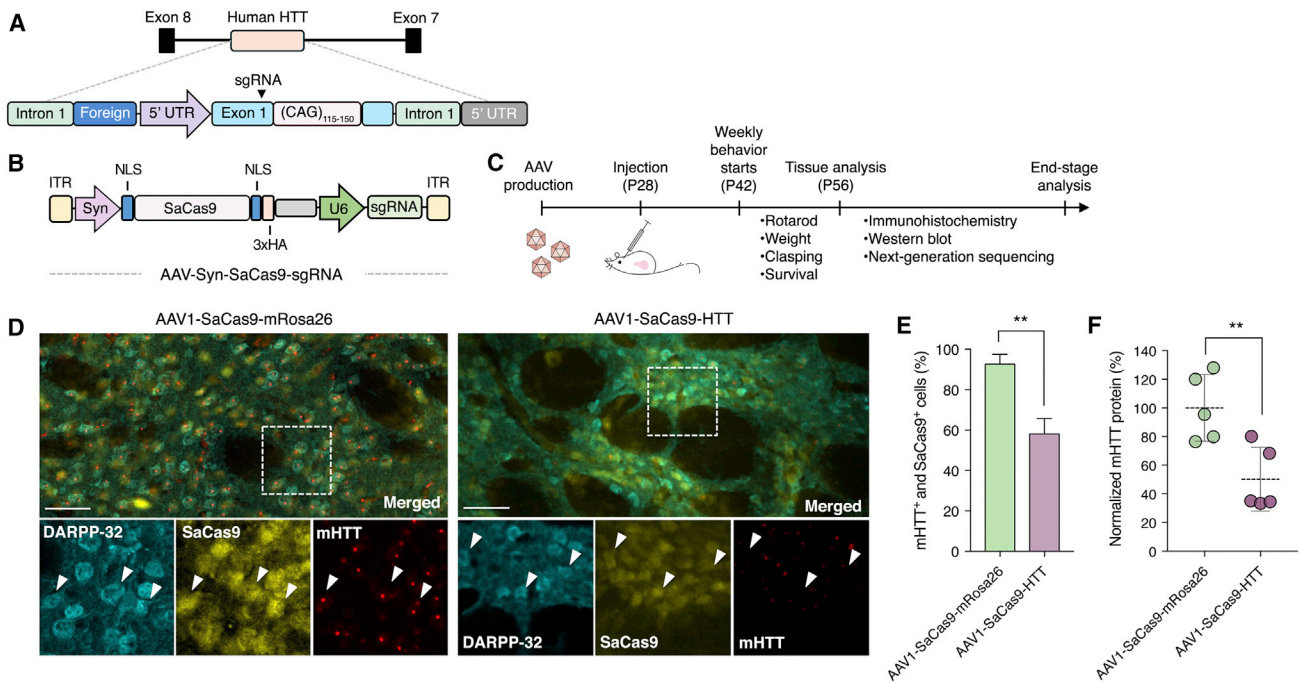 A
Exon 8
Human HTT
Exon 7
sgRNA
Intron 1
Foreign
5' UTR
Exon 1
(CAG)115-150
Intron 1
5' UTR
B
NLS
NLS
ITR
ITR
Syn
SaCas9
U6
sgRNA
3xHA
AAV-Syn-SaCas9-sgRNA
C
AAV
production
Injection
(P28)
Weekly
behavior
starts
(P42)
Tissue analysis
(P56)
End-stage
analysis
•Rotarod
•Weight
•Clasping
•Survival
•Immunohistochemistry
•Western blot
•Next-generation sequencing
D
AAV1-SaCas9-mRosa26
AAV1-SaCas9-HTT
Merged
Merged
DARPP-32
SaCas9
mHTT
DARPP-32
SaCas9
mHTT
E
**
mHTT+ and SaCas9+ cells (%)
100
80
60
40
20
0
AAV1-SaCas9-mRosa26
AAV1-SaCas9-HTT
F
**
Normalized mHTT protein (%)
140
120
100
80
60
40
20
0
AAV1-SaCas9-mRosa26
AAV1-SaCas9-HTT